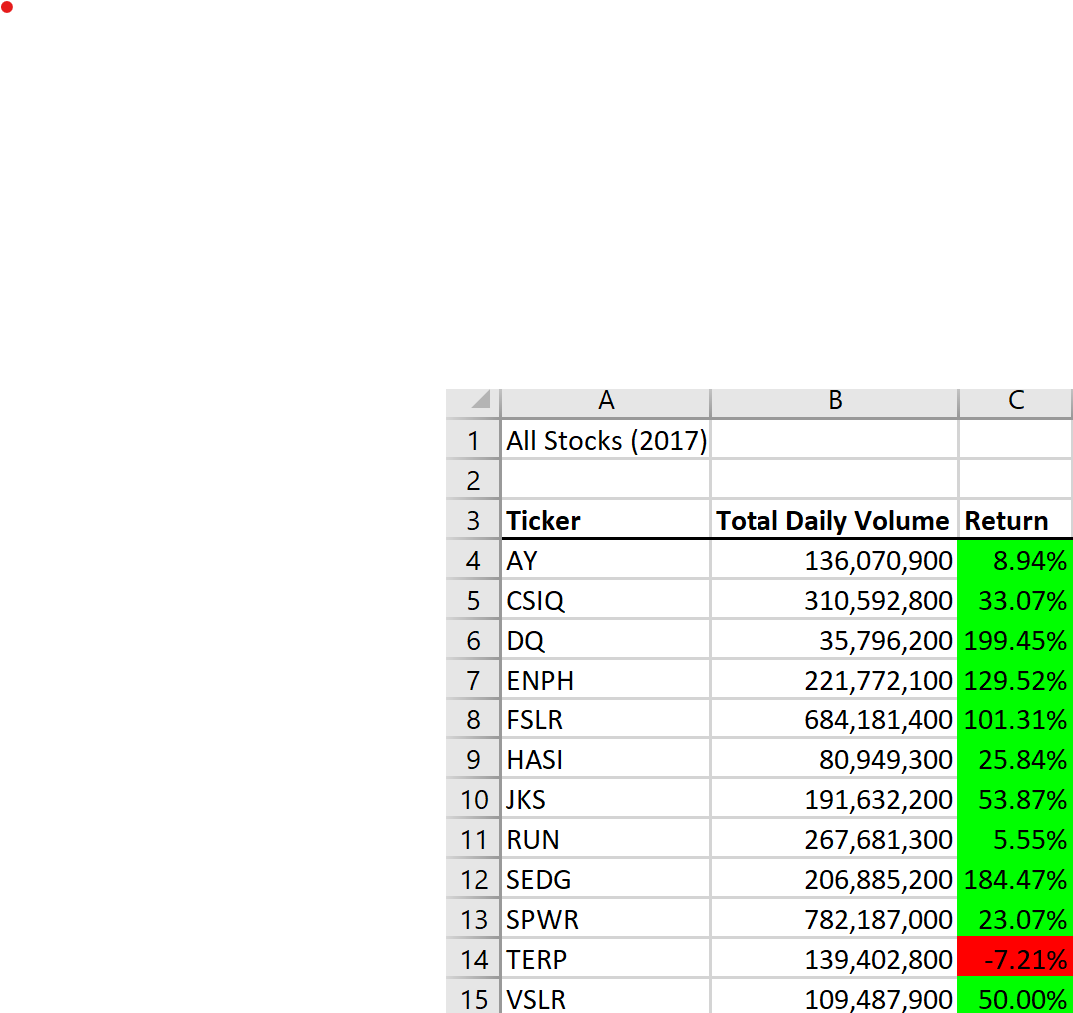 A B C
1 All Stocks (2017)
2
3 Ticker Total Daily Volume Return
4 AY 136,070,900 8.94%
5 CSIQ 310,592,800 33.07%
6 DQ 35,796,200 199.45%
7 ENPH 221,772,100 129.52%
8 FSLR 684,181,400 101.31%
9 HASI 80,949,300 25.84%
10 JKS 191,632,200 53.87%
11 RUN 267,681,300 5.55%
12 SEDG 206,885,200 184.47%
13 SPWR 782,187,000 23.07%
14 TERP 139,402,800 -7.21%
15 VSLR 109,487,900 50.00%